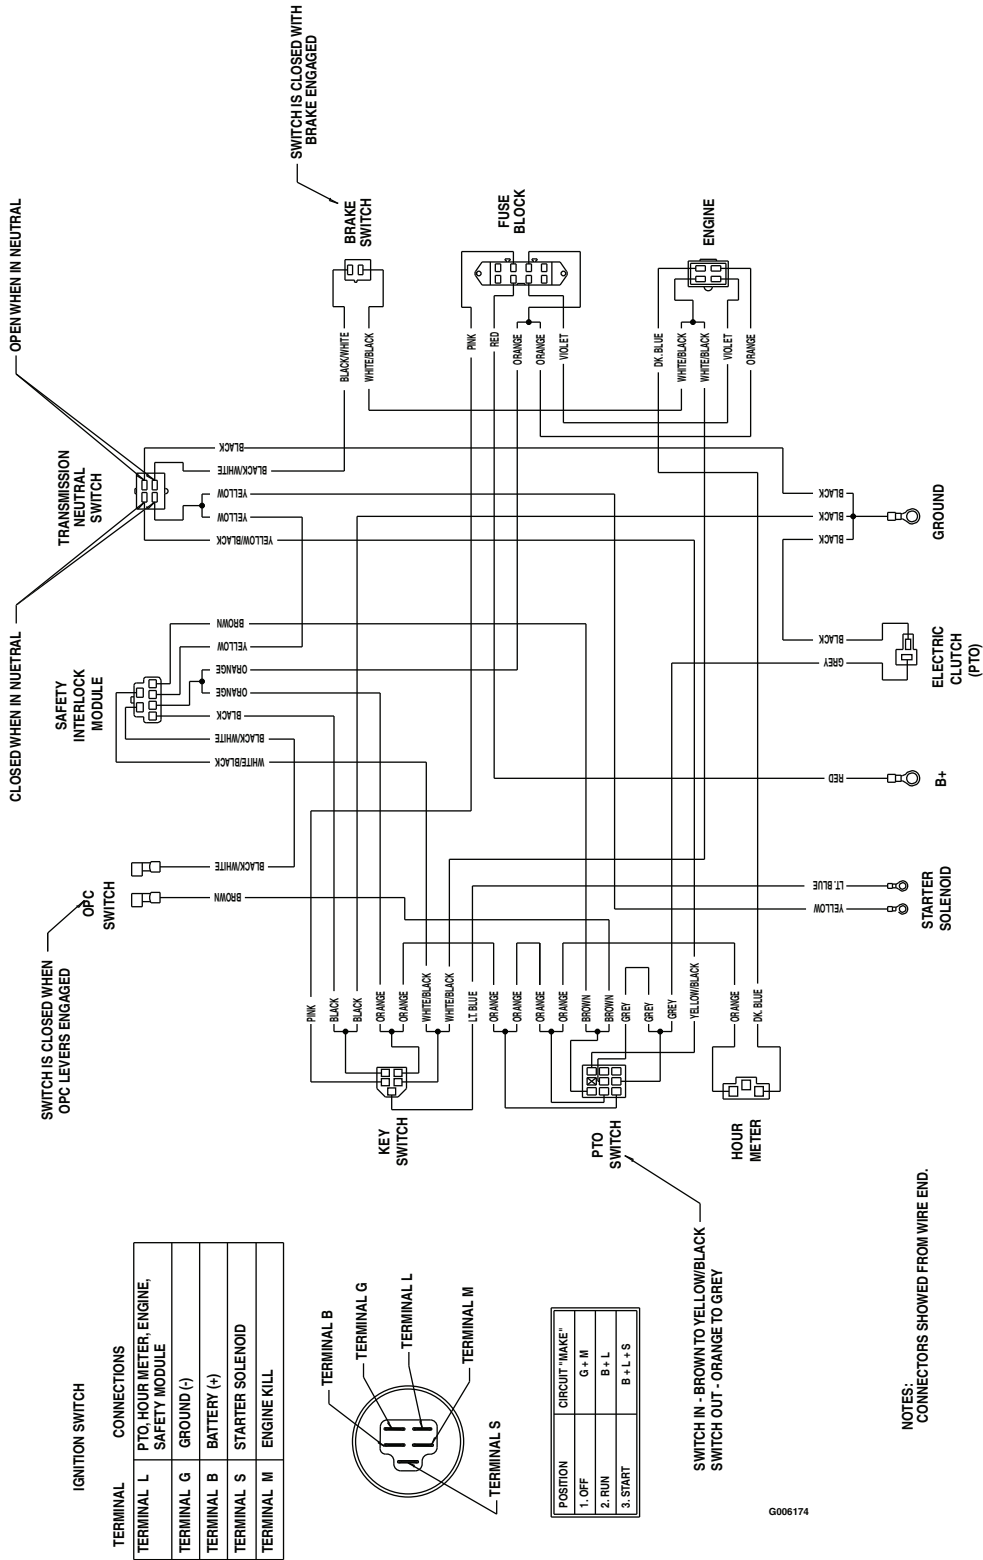 SWITCH IS CLOSED WITH
BRAKE ENGAGED
OPEN WHEN IN NEUTRAL
CLOSED WHEN IN NUETRAL
SWITCH IS CLOSED WHEN
OPC LEVERS ENGAGED
OPC
SWITCH
SAFETY
INTERLOCK
MODULE
TRANSMISSION
NEUTRAL
SWITCH
BRAKE
SWITCH
FUSE
BLOCK
ENGINE
BROWN
BLACK/WHITE
WHITE/BLACK
BLACK/WHITE
BLACK
ORANGE
ORANGE
YELLOW
BROWN
YELLOW/BLACK
YELLOW
YELLOW
BLACK/WHITE
BLACK
BLACK/WHITE
WHITE/BLACK
PINK
RED
ORANGE
ORANGE
VIOLET
DK. BLUE
WHITE/BLACK
WHITE/BLACK
VIOLET
ORANGE
PINK
BLACK
BLACK
ORANGE
ORANGE
WHITE/BLACK
WHITE/BLACK
LT. BLUE
ORANGE
ORANGE
ORANGE
ORANGE
BROWN
BROWN
GREY
GREY
GREY
YELLOW/BLACK
ORANGE
DK. BLUE
KEY
SWITCH
PTO
SWITCH
HOUR
METER
YELLOW
LT. BLUE
STARTER
SOLENOID
RED
B+
GREY
BLACK
ELECTRIC
CLUTCH
(PTO)
BLACK
BLACK
BLACK
GROUND
IGNITION SWITCH
TERMINAL CONNECTIONS
TERMINAL L PTO, HOUR METER, ENGINE,
SAFETY MODULE
TERMINAL G GROUND (-)
TERMINAL B BATTERY (+)
TERMINAL S STARTER SOLENOID
TERMINAL M ENGINE KILL
TERMINAL B
TERMINAL G
TERMINAL L
TERMINAL M
TERMINAL S
POSITION CIRCUIT "MAKE"
1. OFF G + M
2. RUN B + L
3. START B + L + S
SWITCH IN - BROWN TO YELLOW/BLACK
SWITCH OUT - ORANGE TO GREY
NOTES:
CONNECTORS SHOWED FROM WIRE END.
G006174